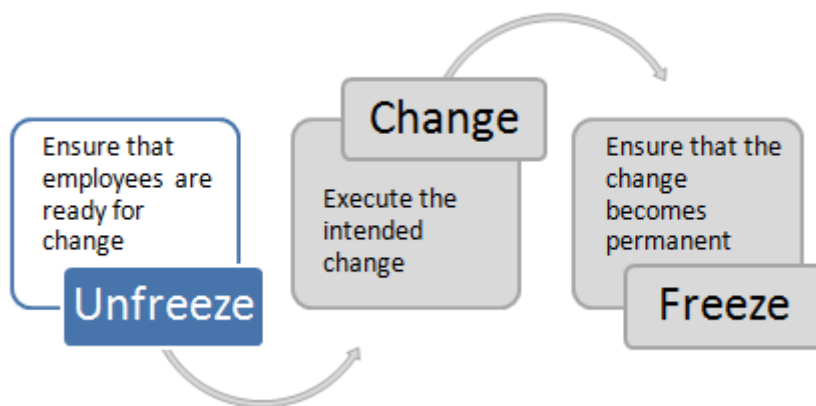 Ensure that
employees are
ready for
change
Unfreeze
Change
Execute the
intended
change
Ensure that the
change
becomes
permanent
Freeze